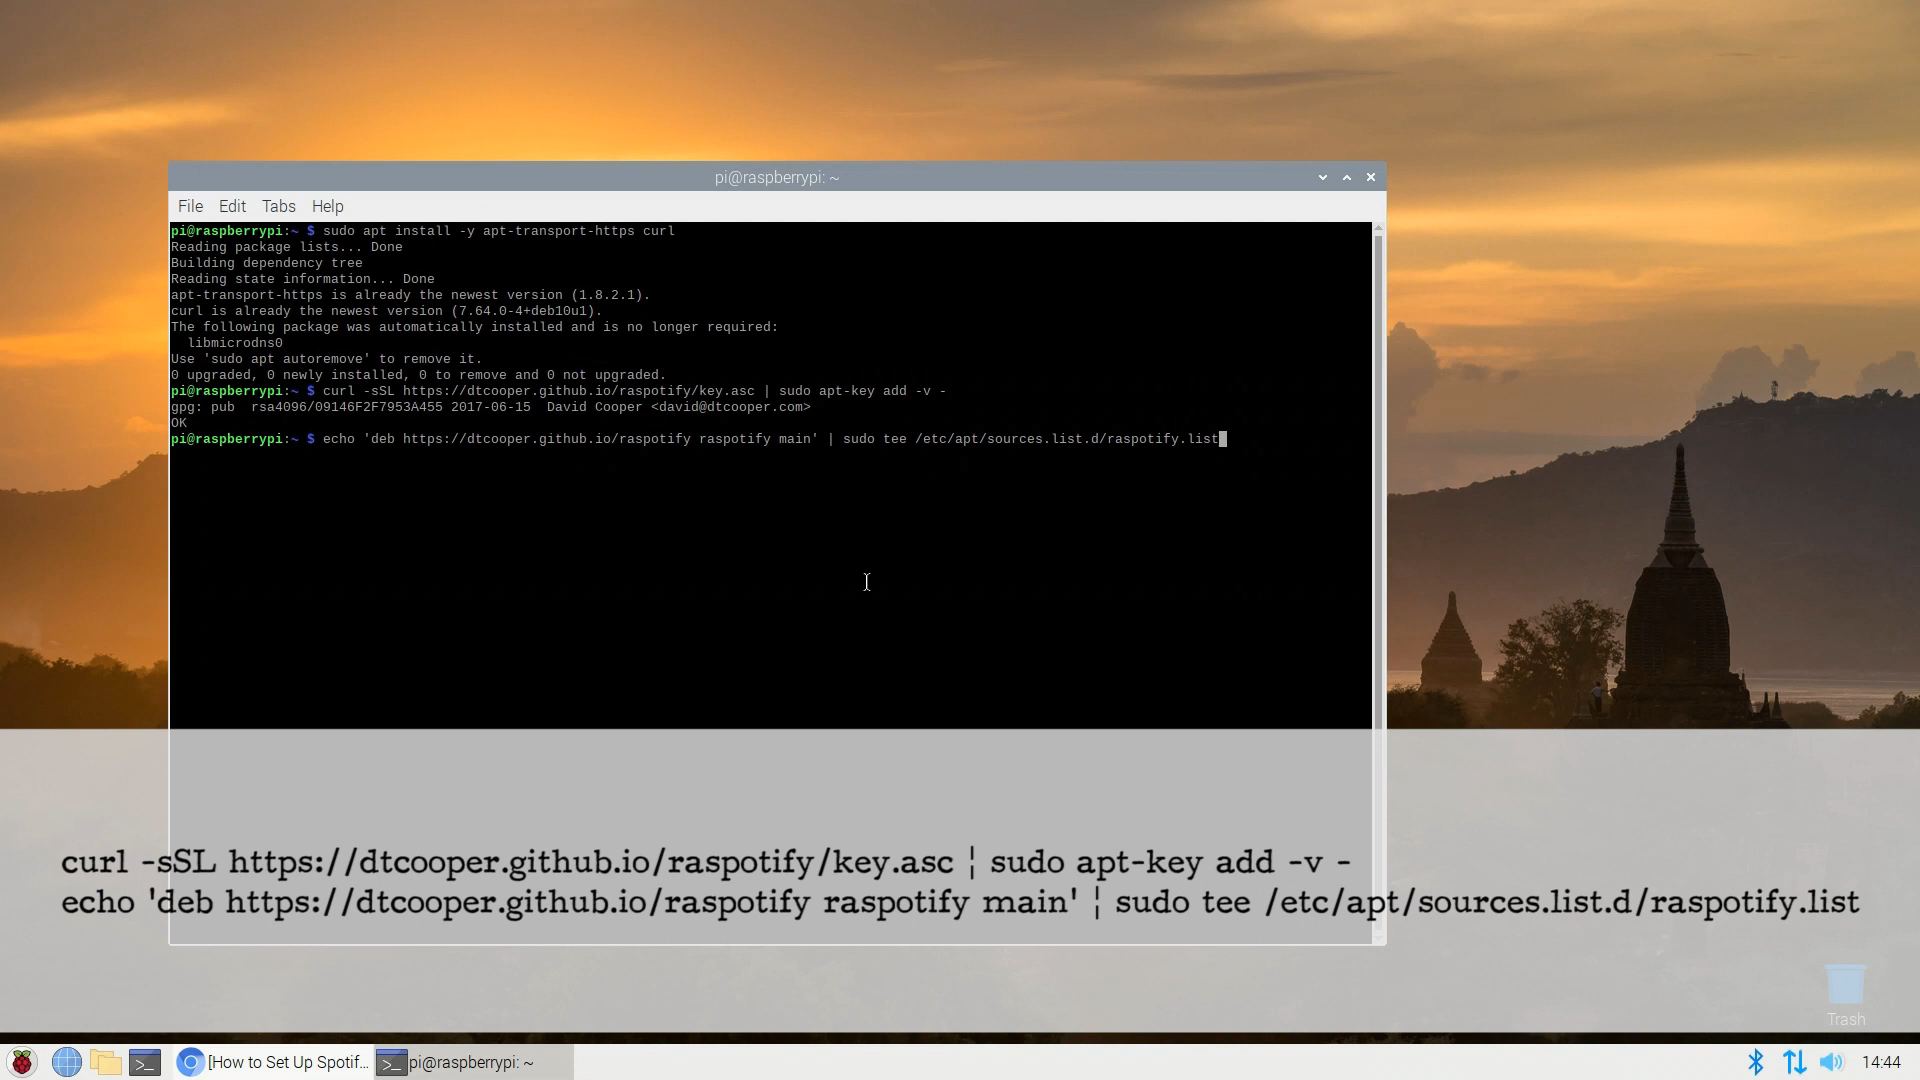 pi@raspberrypi: ~
File Edit Tabs Help
pi@raspberrypi:~ $ sudo apt install -y apt-transport-https curl
Reading package lists... Done
Building dependency tree
Reading state information... Done
apt-transport-https is already the newest version (1.8.2.1).
curl is already the newest version (7.64.0-4+deb10u1).
The following package was automatically installed and is no longer required:
  libmicrodns0
Use 'sudo apt autoremove' to remove it.
0 upgraded, 0 newly installed, 0 to remove and 0 not upgraded.
pi@raspberrypi:~ $ curl -sSL https://dtcooper.github.io/raspotify/key.asc | sudo apt-key add -v -
gpg: pub  rsa4096/09146F2F7953A455 2017-06-15  David Cooper <david@dtcooper.com>
OK
pi@raspberrypi:~ $ echo 'deb https://dtcooper.github.io/raspotify raspotify main' | sudo tee /etc/apt/sources.list.d/raspotify.list
curl -sSL https://dtcooper.github.io/raspotify/key.asc ¦ sudo apt-key add -v -
echo 'deb https://dtcooper.github.io/raspotify raspotify main' ¦ sudo tee /etc/apt/sources.list.d/raspotify.list
Trash
[How to Set Up Spotif... pi@raspberrypi: ~ 14:44